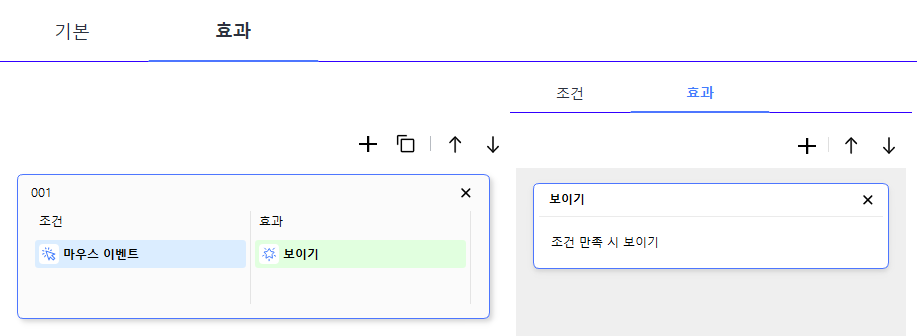 기본
효과
조건
효과
001
조건
효과
마우스 이벤트
보이기
보이기
조건 만족 시 보이기